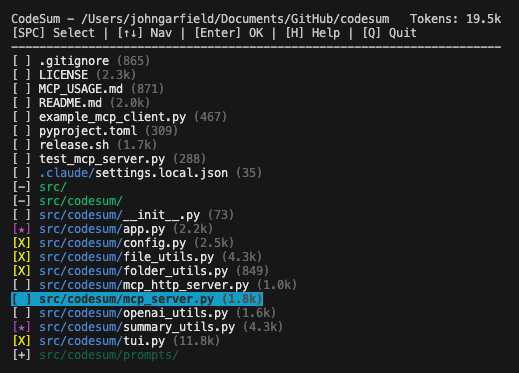 CodeSum – /Users/johngarfield/Documents/GitHub/codesum   Tokens: 19.5k
[SPC] Select | [↑↓] Nav | [Enter] OK | [H] Help | [Q] Quit
[ ] .gitignore (865)
[ ] LICENSE (2.3k)
[ ] MCP_USAGE.md (871)
[ ] README.md (2.0k)
[ ] example_mcp_client.py (467)
[ ] pyproject.toml (309)
[ ] release.sh (1.7k)
[ ] test_mcp_server.py (288)
[ ] .claude/settings.local.json (35)
[−] src/
[−] src/codesum/
[ ] src/codesum/__init__.py (73)
[★] src/codesum/app.py (2.2k)
[X] src/codesum/config.py (2.5k)
[X] src/codesum/file_utils.py (4.3k)
[X] src/codesum/folder_utils.py (849)
[ ] src/codesum/mcp_http_server.py (1.0k)
[ ] src/codesum/mcp_server.py (1.8k)
[ ] src/codesum/openai_utils.py (1.6k)
[★] src/codesum/summary_utils.py (4.3k)
[X] src/codesum/tui.py (11.8k)
[+] src/codesum/prompts/